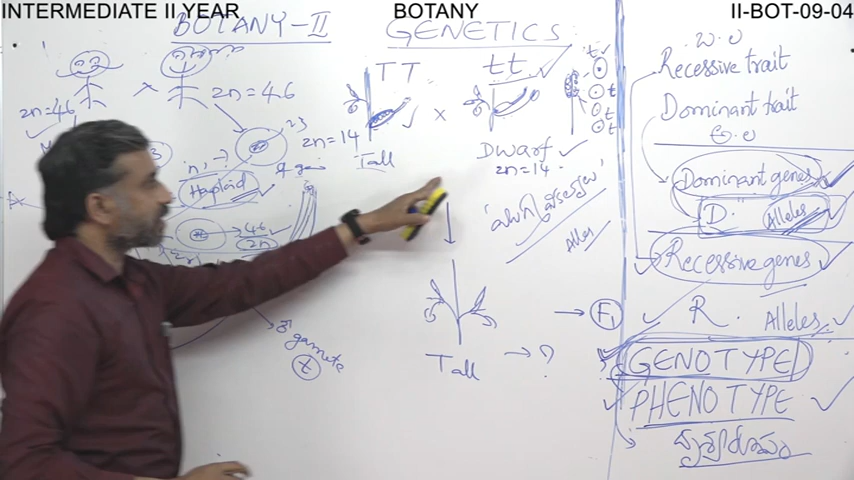 INTERMEDIATE II YEAR
BOTANY
II-BOT-09-04
BOTANY-II
GENETICS
2n=46
2n=46
23
n,
Haploid
46
2n
♂ gamete
t
TT
2n=14
Tall
x
tt
t
t
t
t
Dwarf
2n=14
Tall → ?
→ F1
Recessive trait
Dominant trait
Dominant genes
D. Alleles
Recessive genes
R. Alleles
GENOTYPE
PHENOTYPE
దృశ్యరూపం